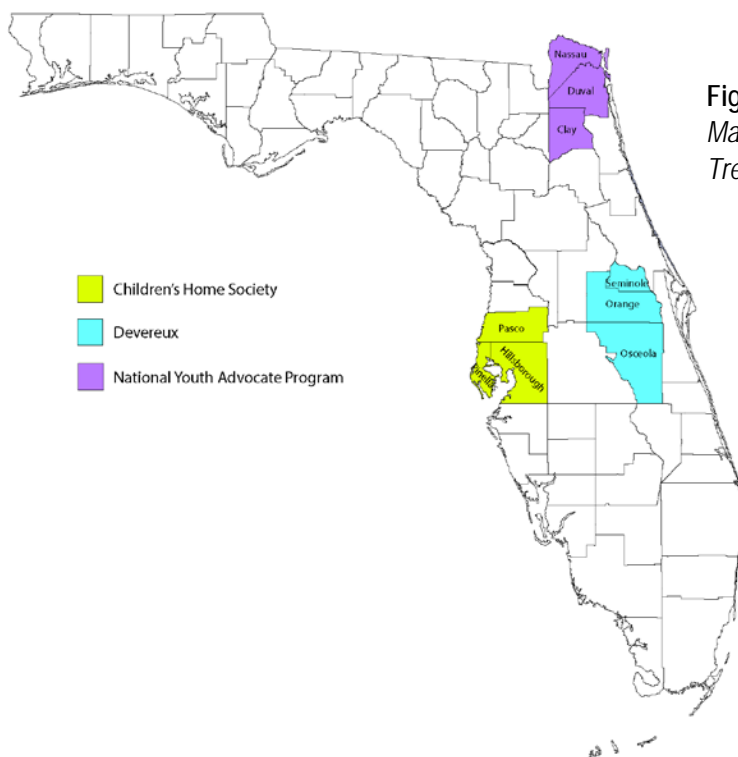 Nassau
Duval
Clay
Fig
Ma
Tre
Children's Home Society
Devereux
National Youth Advocate Program
Seminole
Orange
Osceola
Pasco
Hillsborough